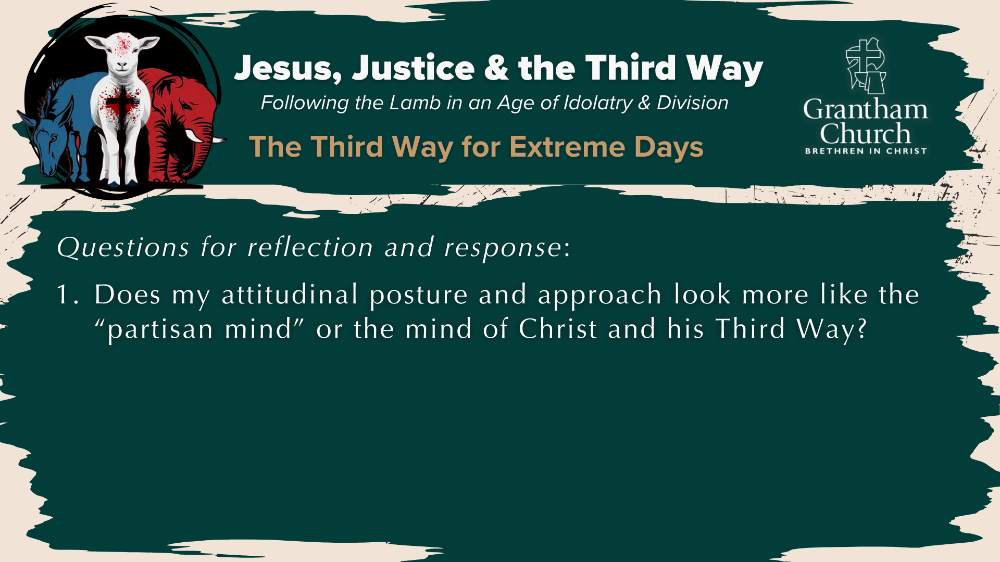 Jesus, Justice & the Third Way
Following the Lamb in an Age of Idolatry & Division
The Third Way for Extreme Days
Grantham
Church
BRETHREN IN CHRIST
Questions for reflection and response:
1. Does my attitudinal posture and approach look more like the
“partisan mind” or the mind of Christ and his Third Way?